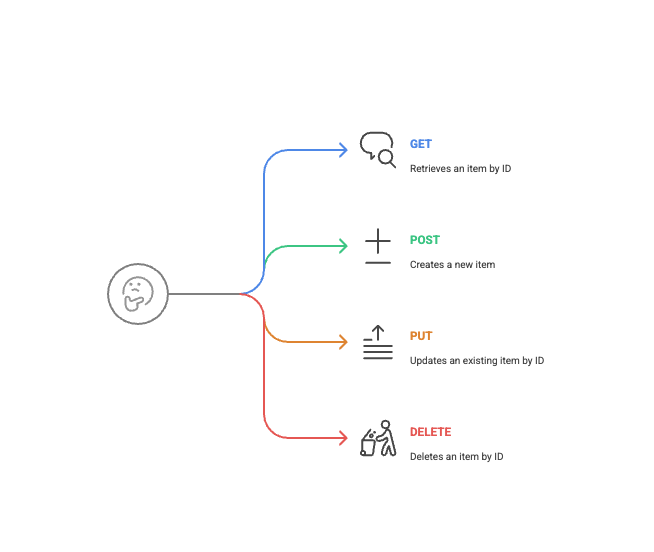 GET
Retrieves an item by ID
POST
Creates a new item
PUT
Updates an existing item by ID
DELETE
Deletes an item by ID